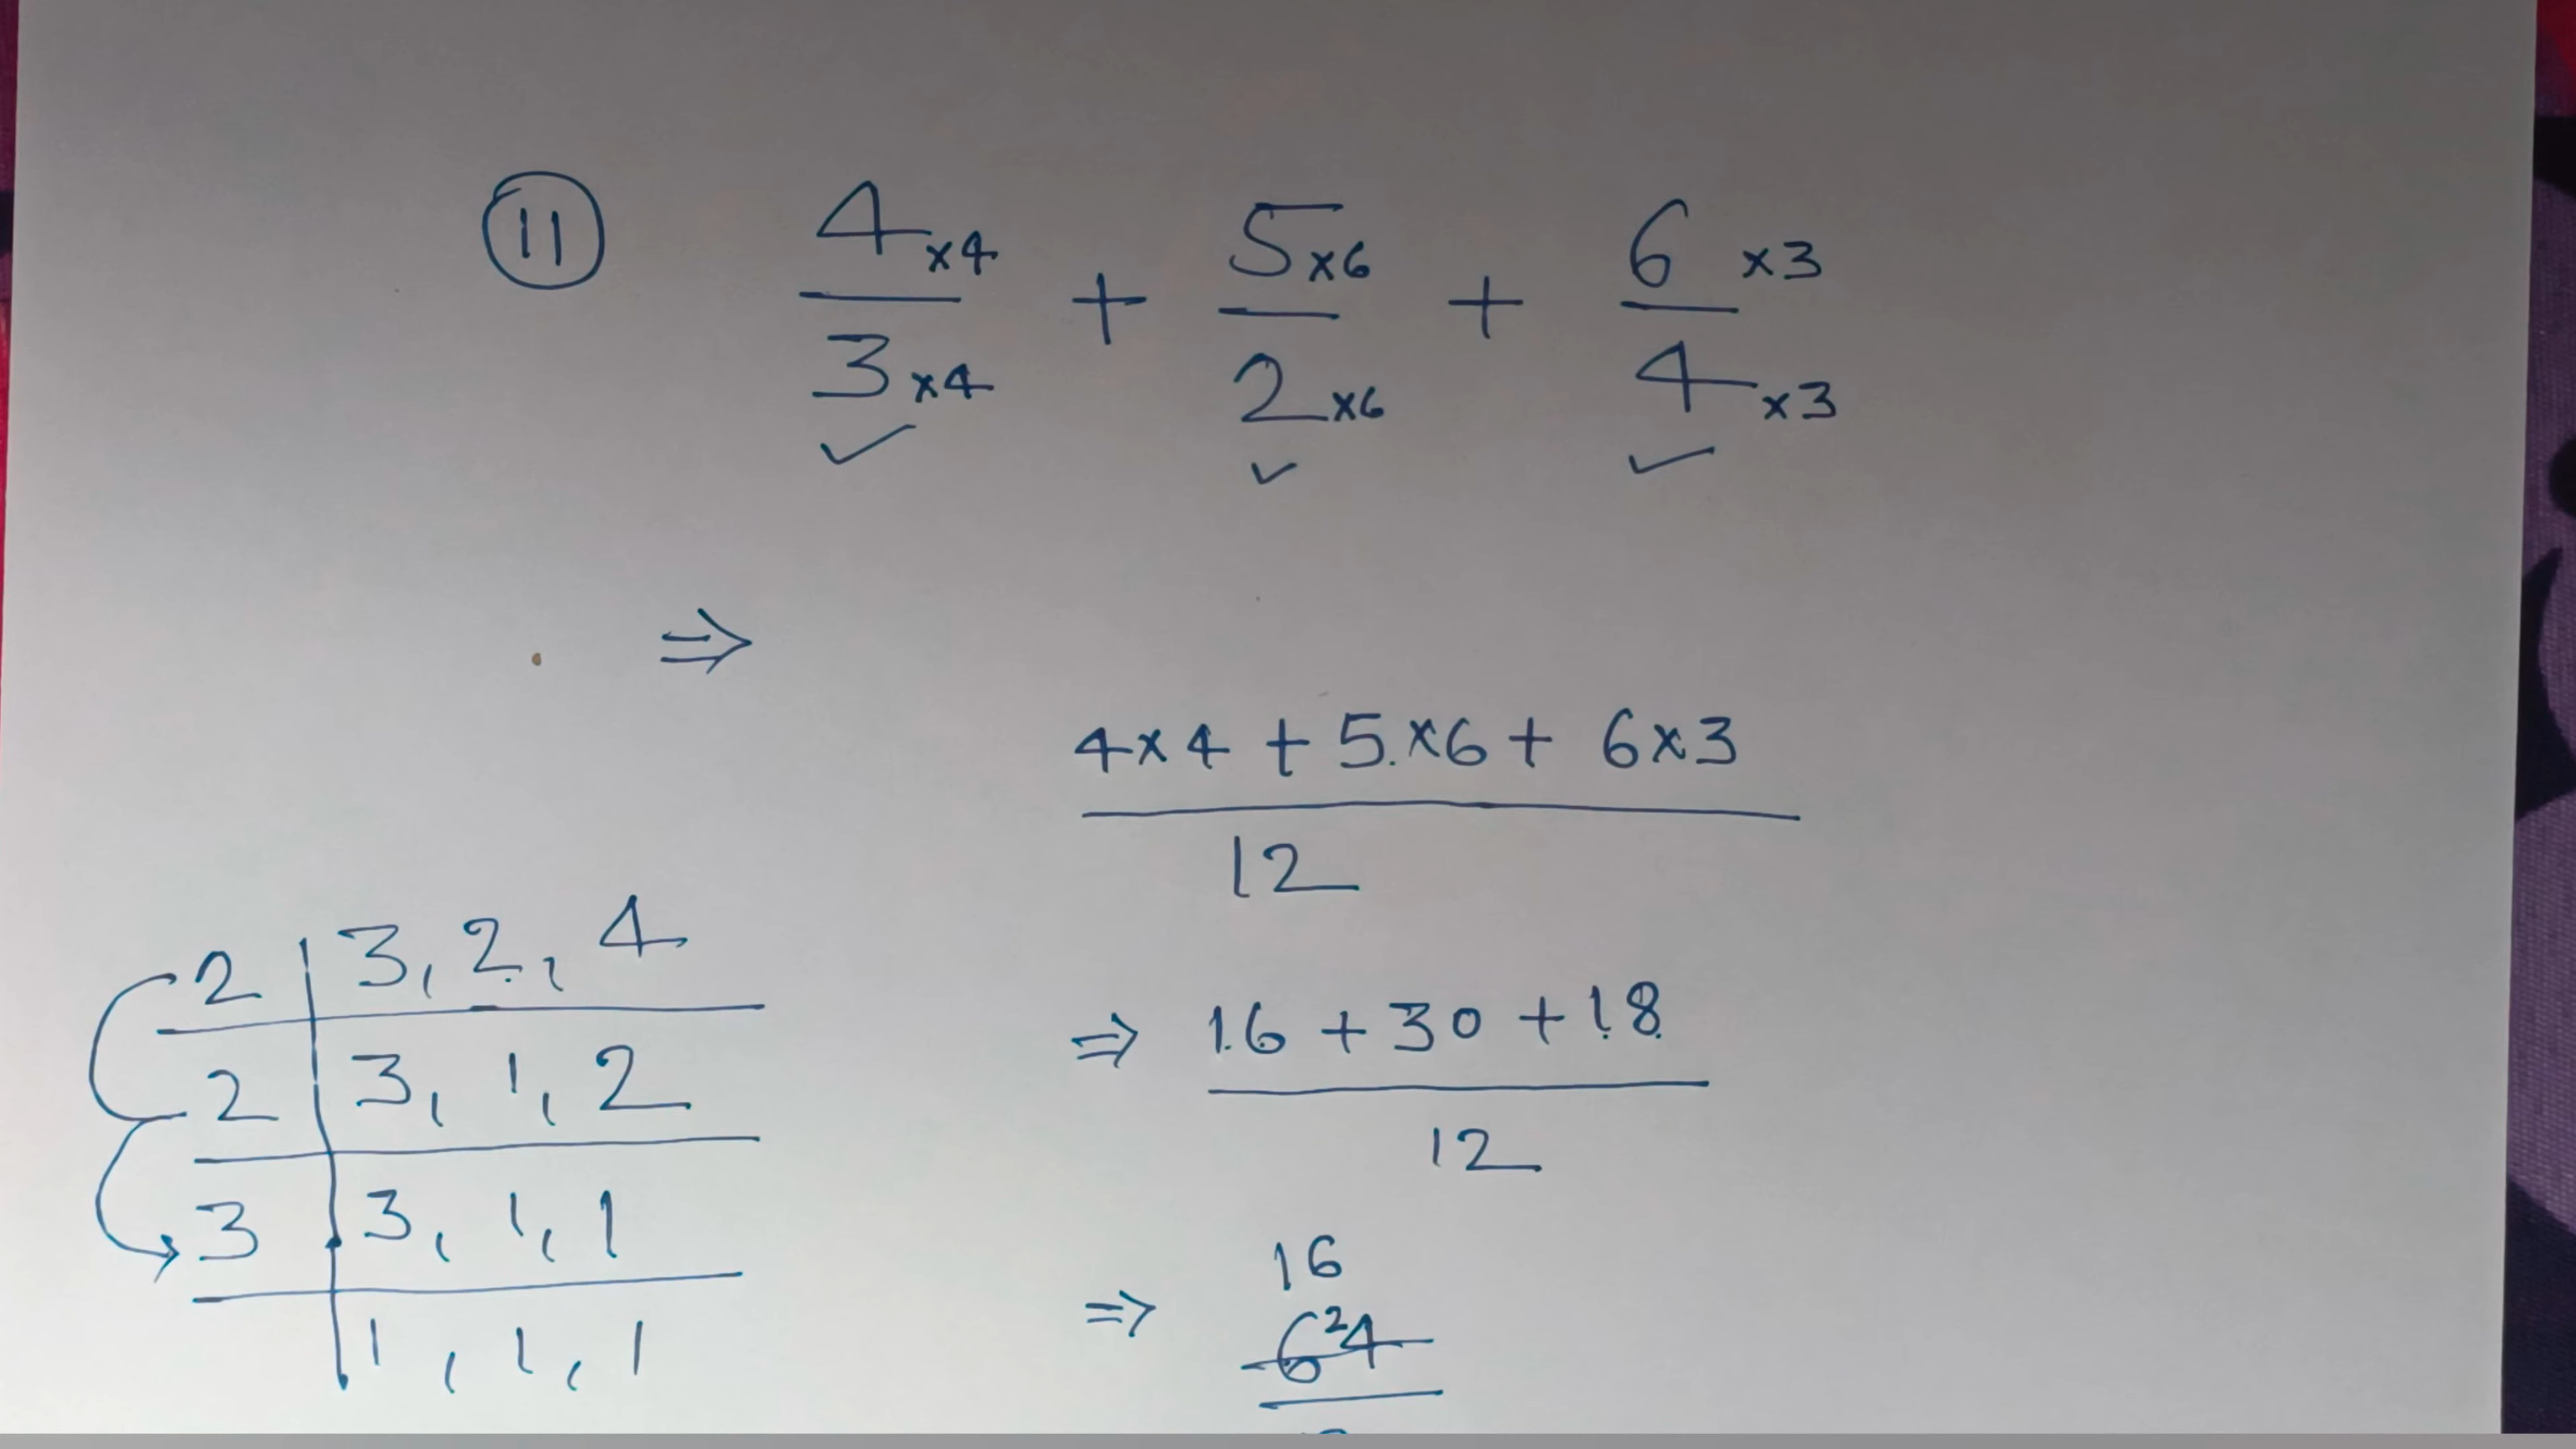 11 4×4 + 5×6 + 6 ×3
3×4 2×6 4×3
⇒
4×4 + 5×6 + 6×3
12
2 | 3, 2, 4
2 | 3, 1, 2
3 | 3, 1, 1
1, 1, 1
⇒ 16 + 30 + 18
12
16
⇒ 6²4